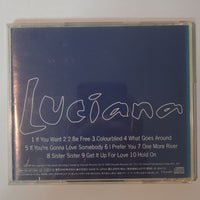 Luciana
1 If You Want 2 2 Be Free 3 Colourblind 4 What Goes Around
5 If You're Gonna Love Somebody 6 I Prefer You 7 One More River
8 Sister Sister 9 Get It Up For Love 10 Hold On